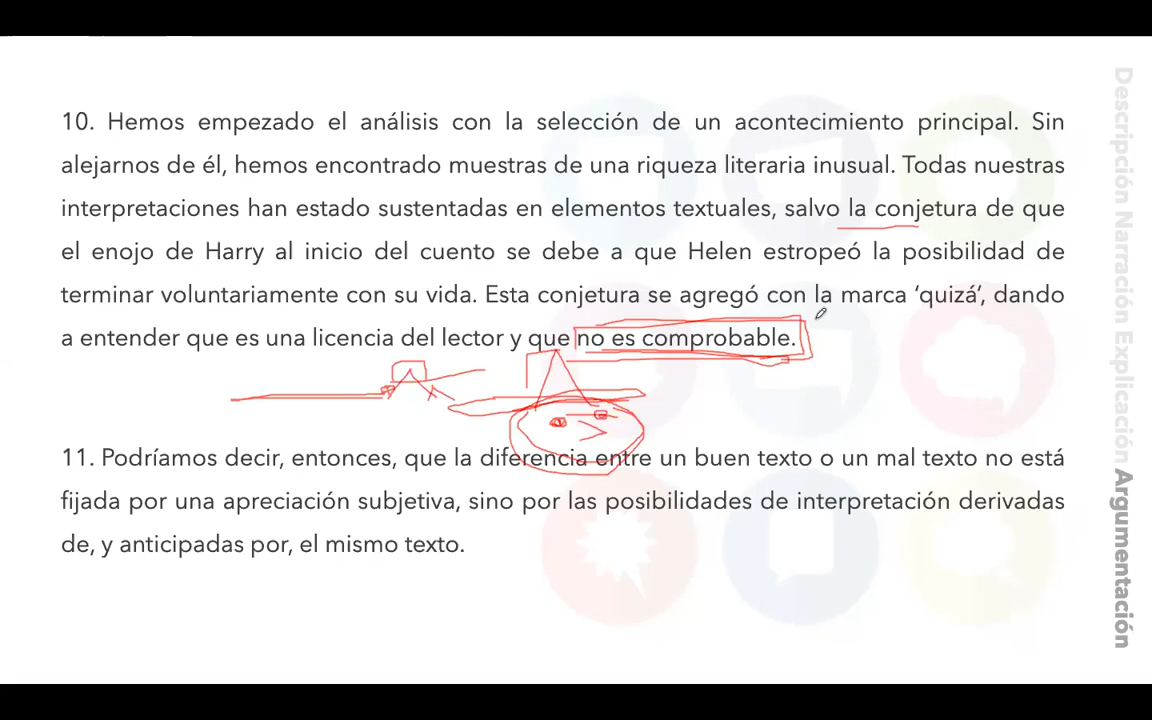 10. Hemos empezado el análisis con la selección de un acontecimiento principal. Sin
alejarnos de él, hemos encontrado muestras de una riqueza literaria inusual. Todas nuestras
interpretaciones han estado sustentadas en elementos textuales, salvo la conjetura de que
el enojo de Harry al inicio del cuento se debe a que Helen estropeó la posibilidad de
terminar voluntariamente con su vida. Esta conjetura se agregó con la marca ‘quizá’, dando
a entender que es una licencia del lector y que no es comprobable.
11. Podríamos decir, entonces, que la diferencia entre un buen texto o un mal texto no está
fijada por una apreciación subjetiva, sino por las posibilidades de interpretación derivadas
de, y anticipadas por, el mismo texto.
Descripción Narración Explicación Argumentación